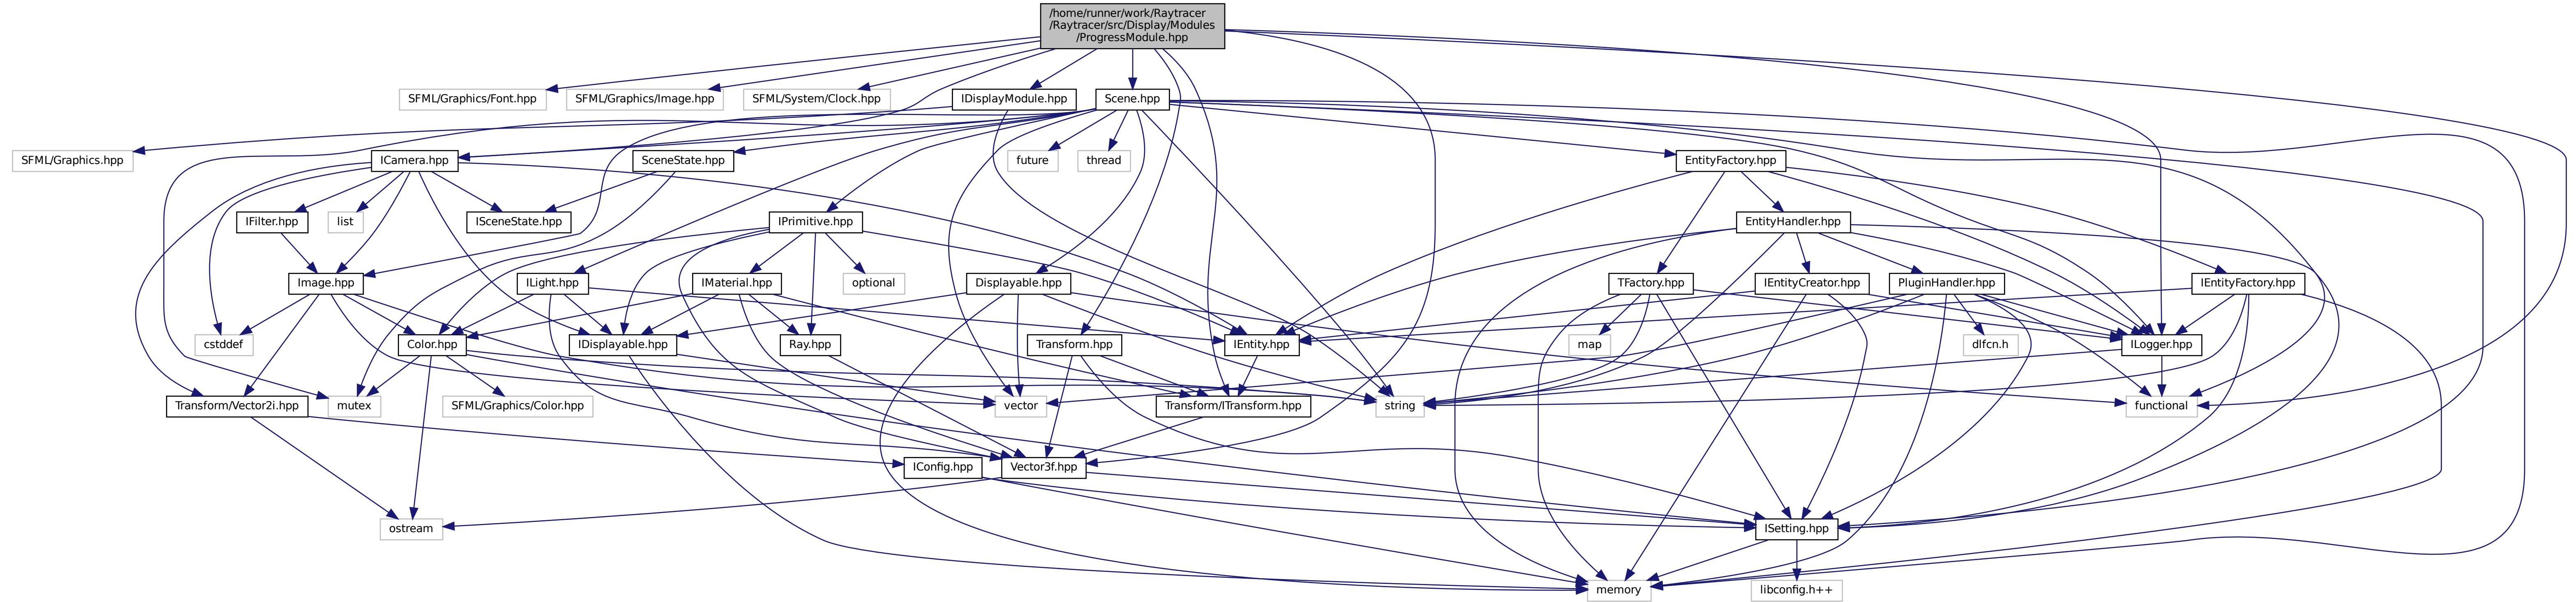 /home/runner/work/Raytracer
/Raytracer/src/Display/Modules
/ProgressModule.hpp
SFML/Graphics/Font.hpp
SFML/Graphics/Image.hpp
SFML/System/Clock.hpp
IDisplayModule.hpp
Scene.hpp
SFML/Graphics.hpp
ICamera.hpp
SceneState.hpp
future
thread
EntityFactory.hpp
IFilter.hpp
list
ISceneState.hpp
IPrimitive.hpp
EntityHandler.hpp
Image.hpp
ILight.hpp
IMaterial.hpp
optional
Displayable.hpp
TFactory.hpp
IEntityCreator.hpp
PluginHandler.hpp
IEntityFactory.hpp
cstddef
Color.hpp
IDisplayable.hpp
Ray.hpp
Transform.hpp
IEntity.hpp
map
dlfcn.h
ILogger.hpp
Transform/Vector2i.hpp
mutex
SFML/Graphics/Color.hpp
vector
Transform/ITransform.hpp
string
functional
IConfig.hpp
Vector3f.hpp
ostream
ISetting.hpp
memory
libconfig.h++